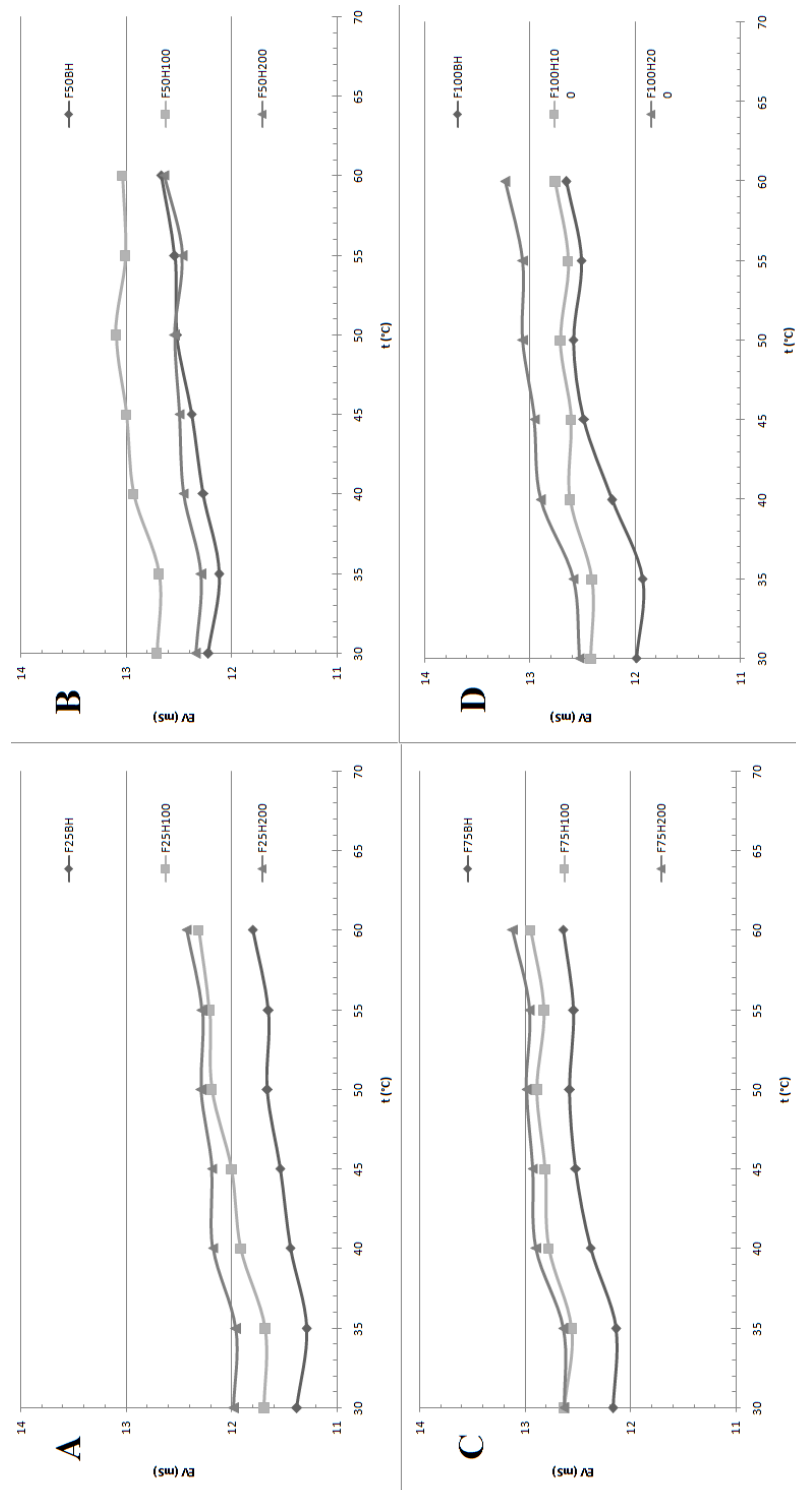 A
14
13
12
11
EV (mS)
30
35
40
45
50
55
60
65
70
t (°C)
F25BH
F25H100
F25H200
B
14
13
12
11
EV (mS)
30
35
40
45
50
55
60
65
70
t (°C)
F50BH
F50H100
F50H200
C
14
13
12
11
EV (mS)
30
35
40
45
50
55
60
65
70
t (°C)
F75BH
F75H100
F75H200
D
14
13
12
11
EV (mS)
30
35
40
45
50
55
60
65
70
t (°C)
F100BH
F100H10
0
F100H20
0